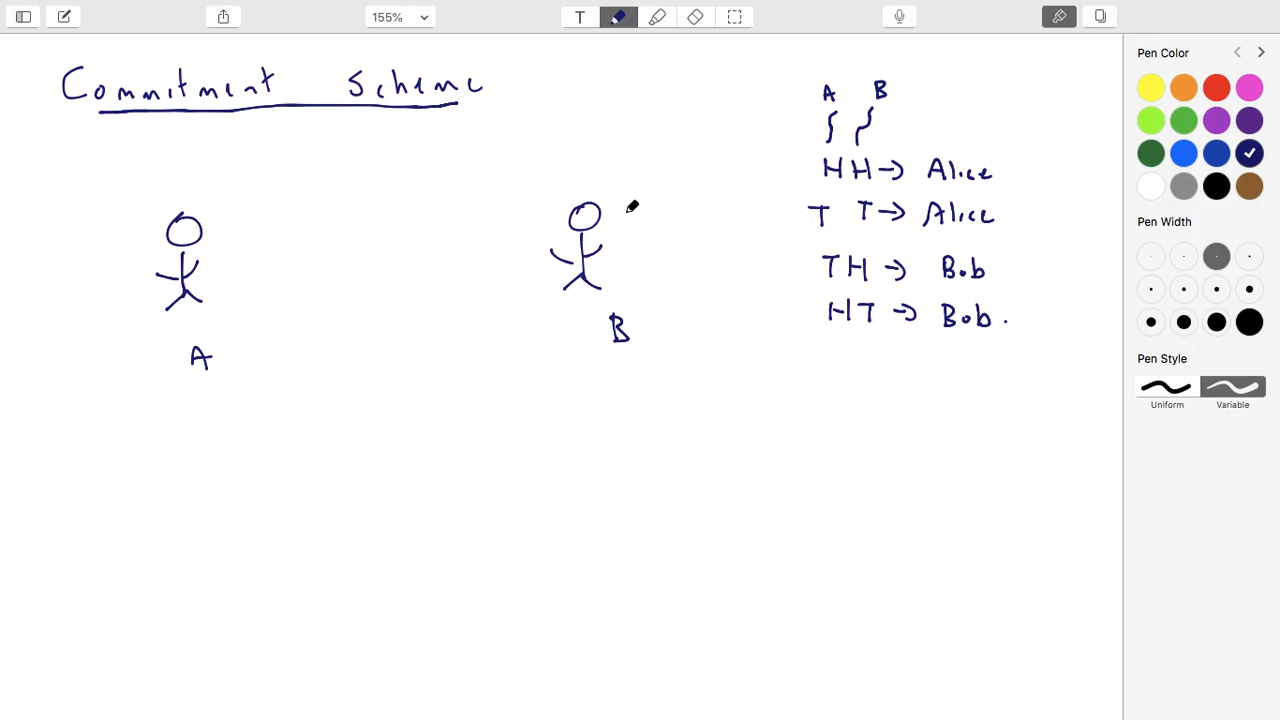 155%
T
Commitment Scheme
A B
HH → Alice
T T → Alice
TH → Bob
HT → Bob.
A
B
Pen Color
Pen Width
Pen Style
Uniform Variable